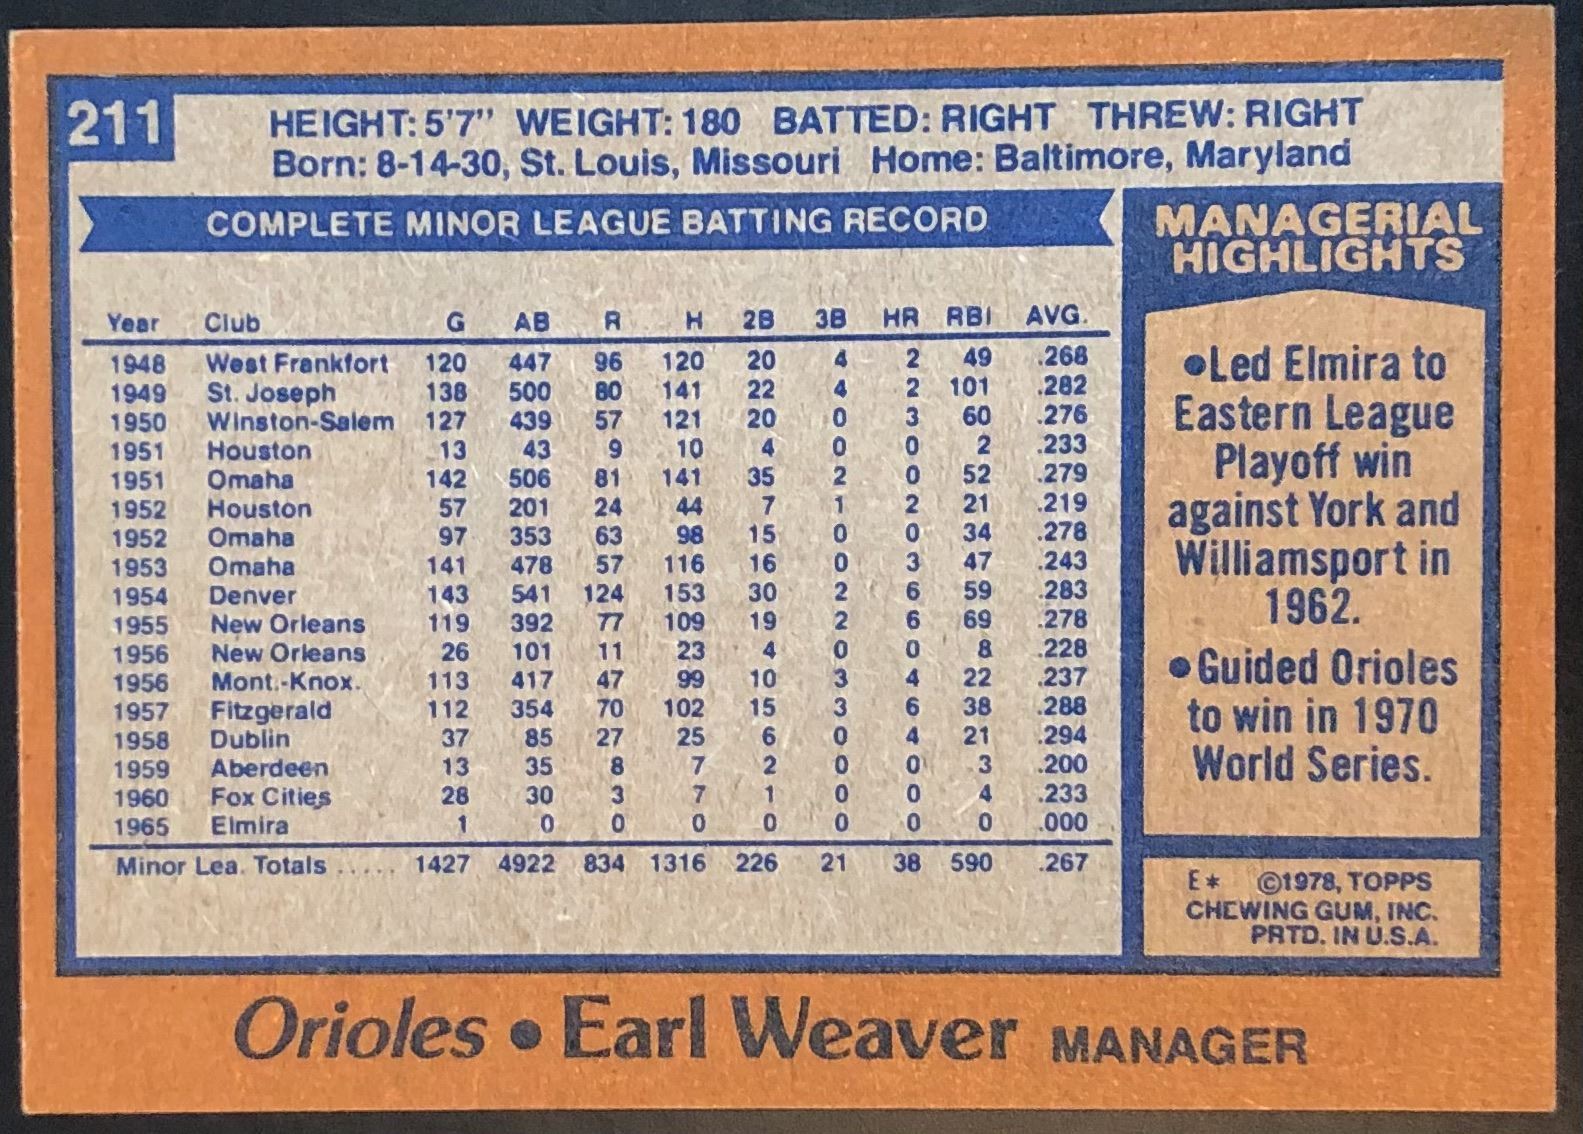 211
HEIGHT: 5'7" WEIGHT: 180 BATTED: RIGHT THREW: RIGHT
Born: 8-14-30, St. Louis, Missouri Home: Baltimore, Maryland
COMPLETE MINOR LEAGUE BATTING RECORD
Year Club G AB R H 2B 3B HR RBI AVG.
1948 West Frankfort 120 447 96 120 20 4 2 49 .268
1949 St. Joseph 138 500 80 141 22 4 2 101 .282
1950 Winston-Salem 127 439 57 121 20 0 3 60 .276
1951 Houston 13 43 9 10 4 0 0 2 .233
1951 Omaha 142 506 81 141 35 2 0 52 .279
1952 Houston 57 201 24 44 7 1 2 21 .219
1952 Omaha 97 353 63 98 15 0 0 34 .278
1953 Omaha 141 478 57 116 16 0 3 47 .243
1954 Denver 143 541 124 153 30 2 6 59 .283
1955 New Orleans 119 392 77 109 19 2 6 69 .278
1956 New Orleans 26 101 11 23 4 0 0 8 .228
1956 Mont.-Knox. 113 417 47 99 10 3 4 22 .237
1957 Fitzgerald 112 354 70 102 15 3 6 38 .288
1958 Dublin 37 85 27 25 6 0 4 21 .294
1959 Aberdeen 13 35 8 7 2 0 0 3 .200
1960 Fox Cities 28 30 3 7 1 0 0 4 .233
1965 Elmira 1 0 0 0 0 0 0 0 .000
Minor Lea. Totals ..... 1427 4922 834 1316 226 21 38 590 .267
MANAGERIAL
HIGHLIGHTS
●Led Elmira to
Eastern League
Playoff win
against York and
Williamsport in
1962.
●Guided Orioles
to win in 1970
World Series.
E* ©1978, TOPPS
CHEWING GUM, INC.
PRTD. IN U.S.A.
Orioles • Earl Weaver MANAGER